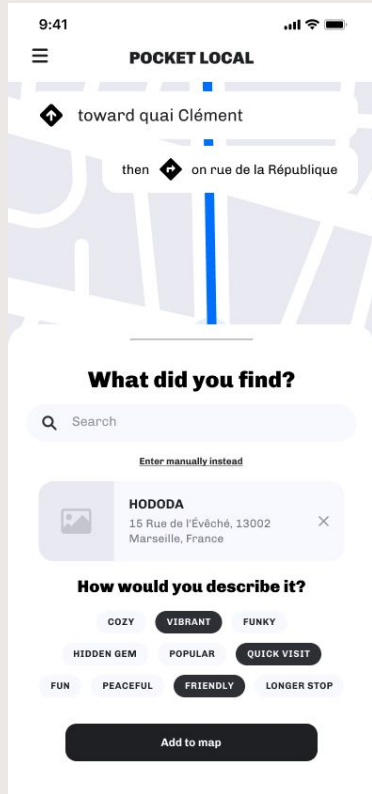 9:41
POCKET LOCAL
toward quai Clément
then on rue de la République
What did you find?
Search
Enter manually instead
HODODA
15 Rue de l'Évêché, 13002
Marseille, France
How would you describe it?
COZY VIBRANT FUNKY
HIDDEN GEM POPULAR QUICK VISIT
FUN PEACEFUL FRIENDLY LONGER STOP
Add to map